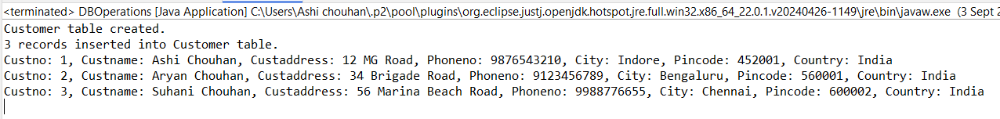 <terminated> DBOperations [Java Application] C:\Users\Ashi chouhan\.p2\pool\plugins\org.eclipse.justj.openjdk.hotspot.jre.full.win32.x86_64_22.0.1.v20240426-1149\jre\bin\javaw.exe (3 Sept 2
Customer table created.
3 records inserted into Customer table.
Custno: 1, Custname: Ashi Chouhan, Custaddress: 12 MG Road, Phoneno: 9876543210, City: Indore, Pincode: 452001, Country: India
Custno: 2, Custname: Aryan Chouhan, Custaddress: 34 Brigade Road, Phoneno: 9123456789, City: Bengaluru, Pincode: 560001, Country: India
Custno: 3, Custname: Suhani Chouhan, Custaddress: 56 Marina Beach Road, Phoneno: 9988776655, City: Chennai, Pincode: 600002, Country: India